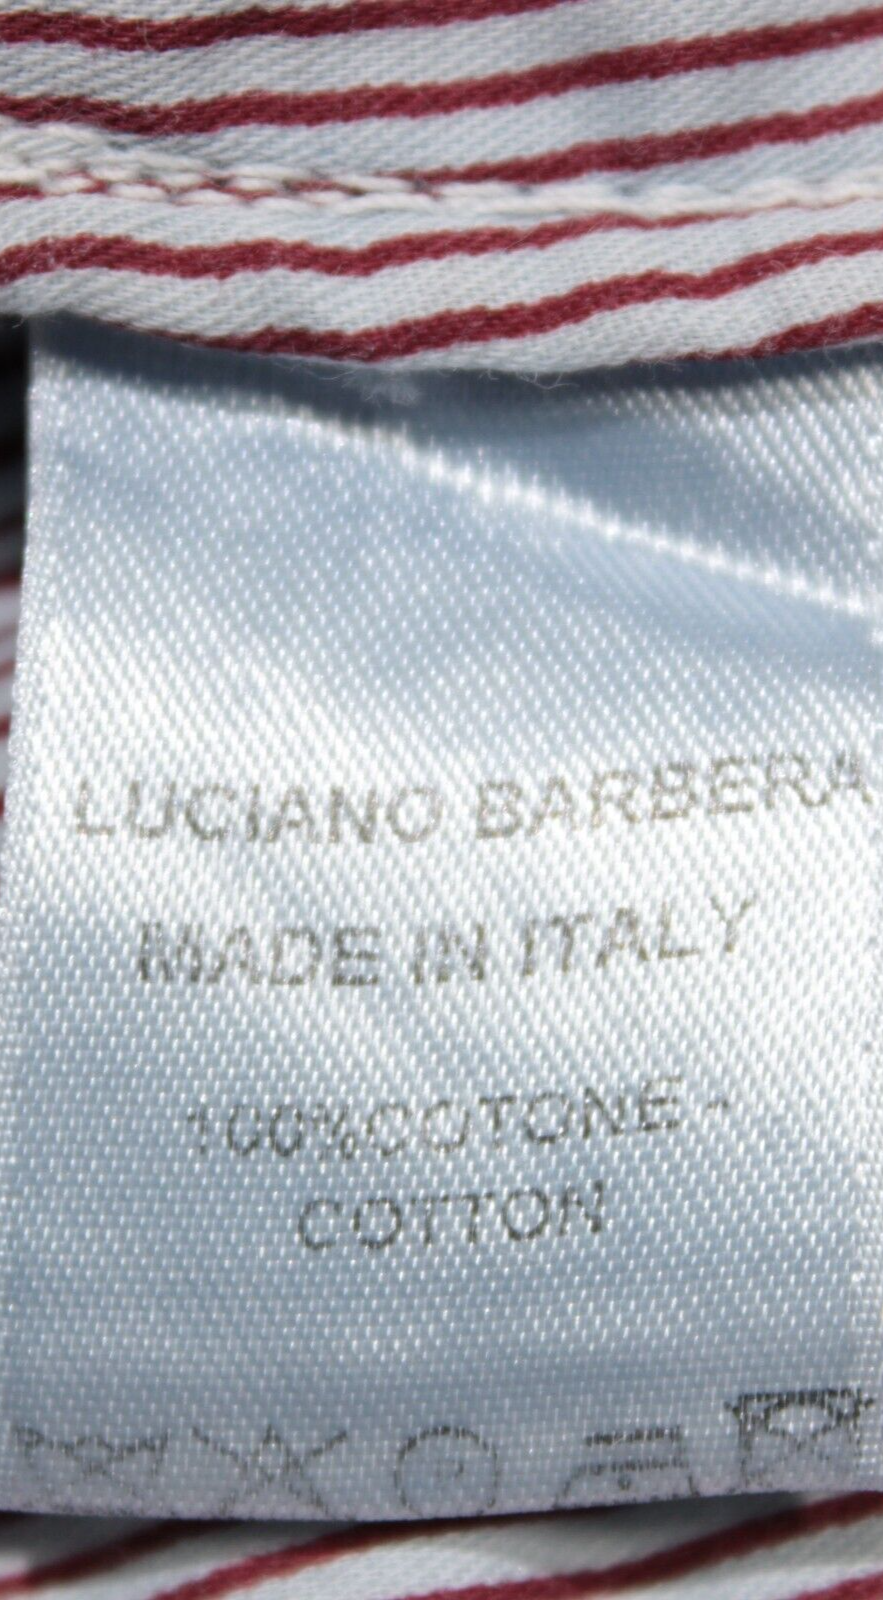 LUCIANO BARBERA
MADE IN ITALY
100%COTONE -
COTTON